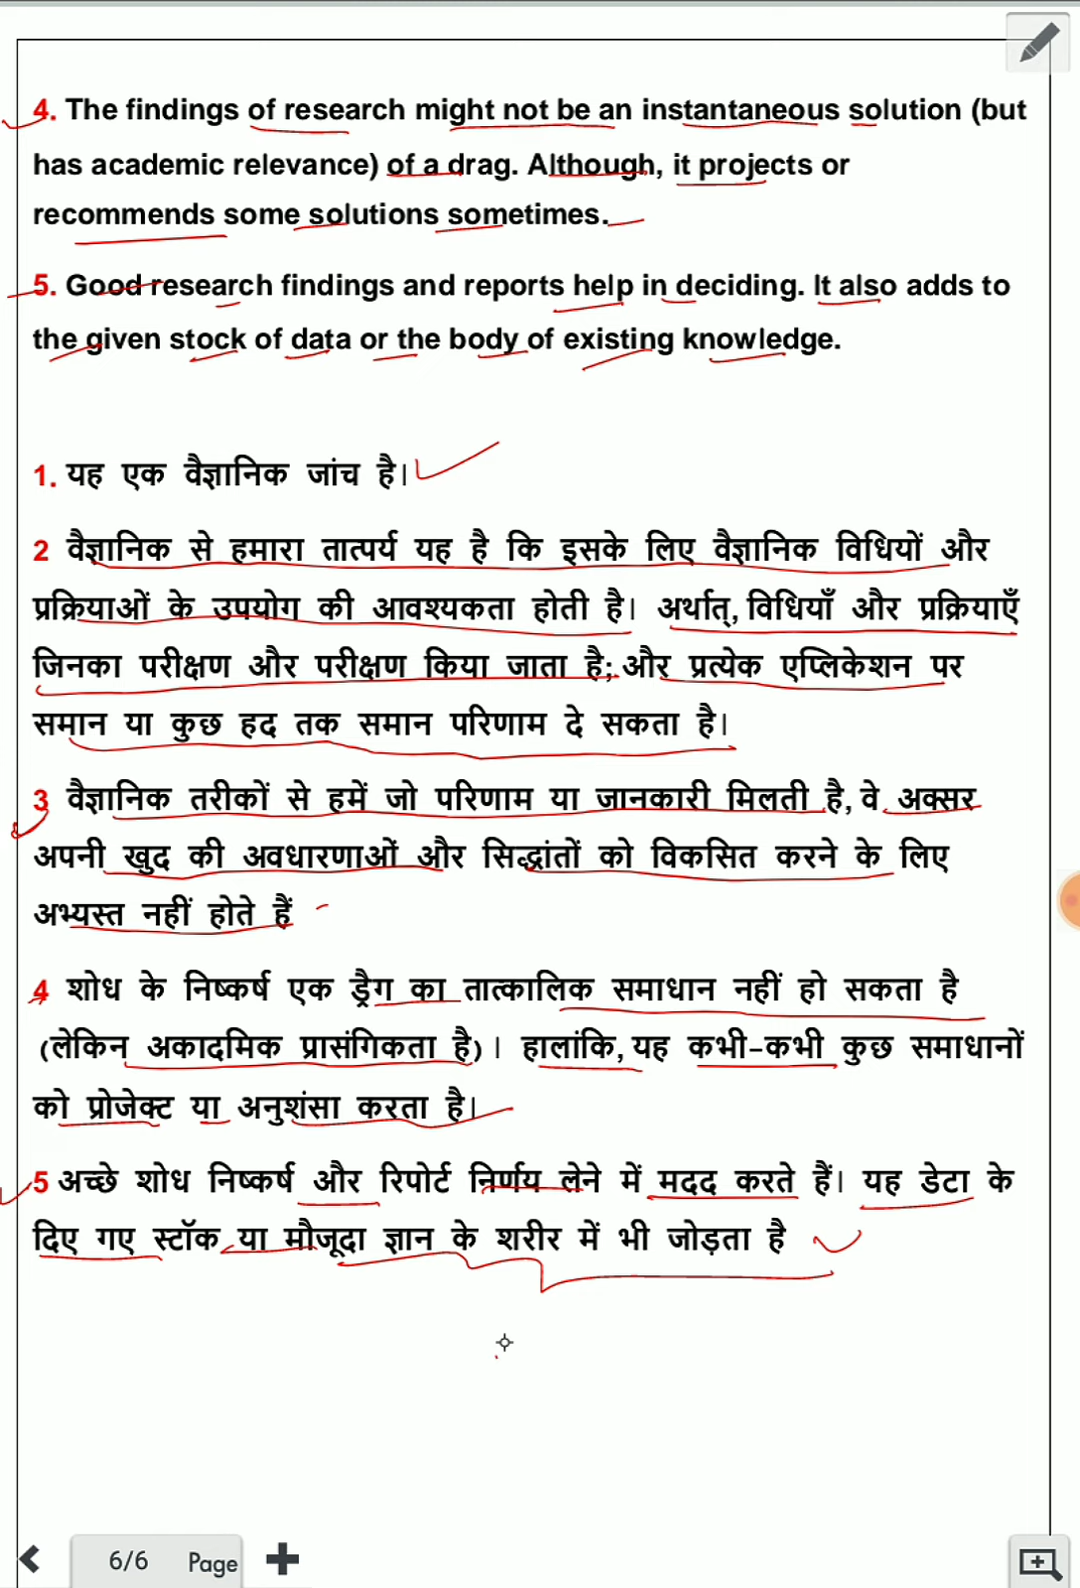 4. The findings of research might not be an instantaneous solution (but
has academic relevance) of a drag. Although, it projects or
recommends some solutions sometimes.
5. Good research findings and reports help in deciding. It also adds to
the given stock of data or the body of existing knowledge.
1. यह एक वैज्ञानिक जांच है।
2 वैज्ञानिक से हमारा तात्पर्य यह है कि इसके लिए वैज्ञानिक विधियों और
प्रक्रियाओं के उपयोग की आवश्यकता होती है। अर्थात्, विधियाँ और प्रक्रियाएँ
जिनका परीक्षण और परीक्षण किया जाता है; और प्रत्येक एप्लिकेशन पर
समान या कुछ हद तक समान परिणाम दे सकता है।
3 वैज्ञानिक तरीकों से हमें जो परिणाम या जानकारी मिलती है, वे अक्सर
अपनी खुद की अवधारणाओं और सिद्धांतों को विकसित करने के लिए
अभ्यस्त नहीं होते हैं
4 शोध के निष्कर्ष एक ड्रैग का तात्कालिक समाधान नहीं हो सकता है
(लेकिन अकादमिक प्रासंगिकता है)। हालांकि, यह कभी-कभी कुछ समाधानों
को प्रोजेक्ट या अनुशंसा करता है।
5 अच्छे शोध निष्कर्ष और रिपोर्ट निर्णय लेने में मदद करते हैं। यह डेटा के
दिए गए स्टॉक या मौजूदा ज्ञान के शरीर में भी जोड़ता है
6/6 Page